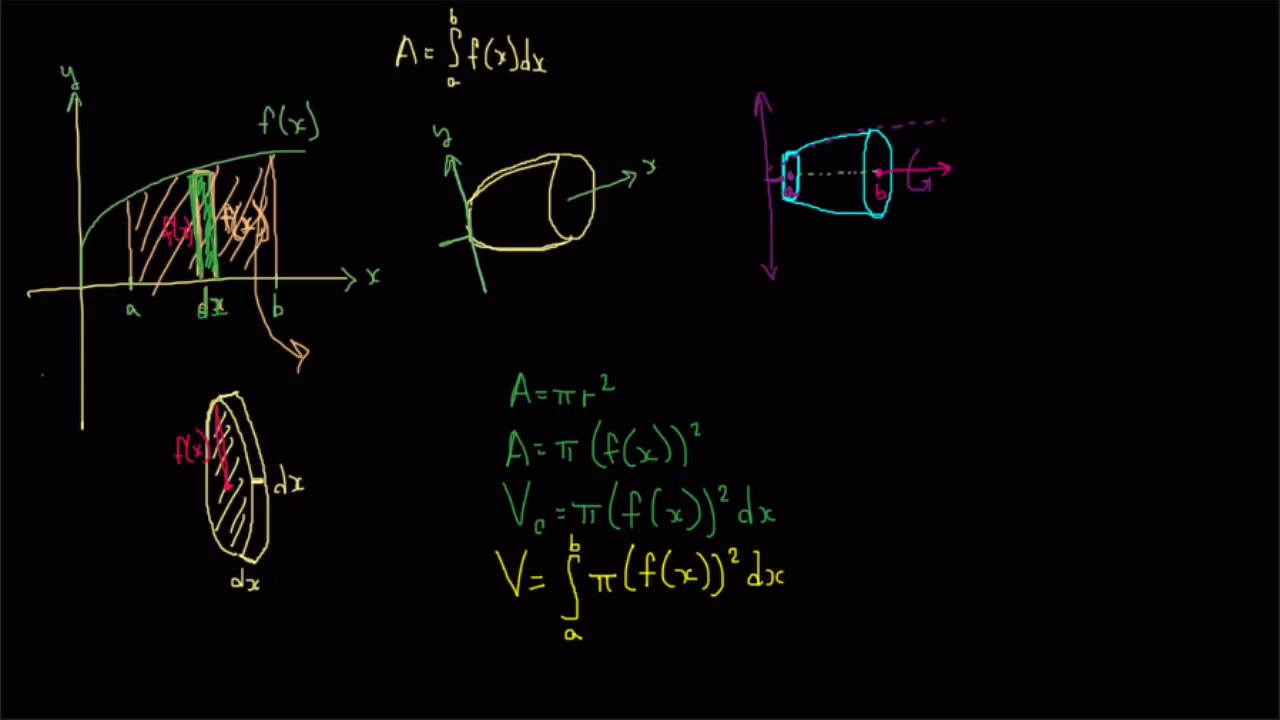 A = ∫ₐᵇ f(x)dx
y
f(x)
f(x)
f(x)
x
a
dx
b
y
x
a
b
f(x)
dx
dx
A = πr²
A = π(f(x))²
V꜀ = π(f(x))² dx
V = ∫ₐᵇ π(f(x))² dx